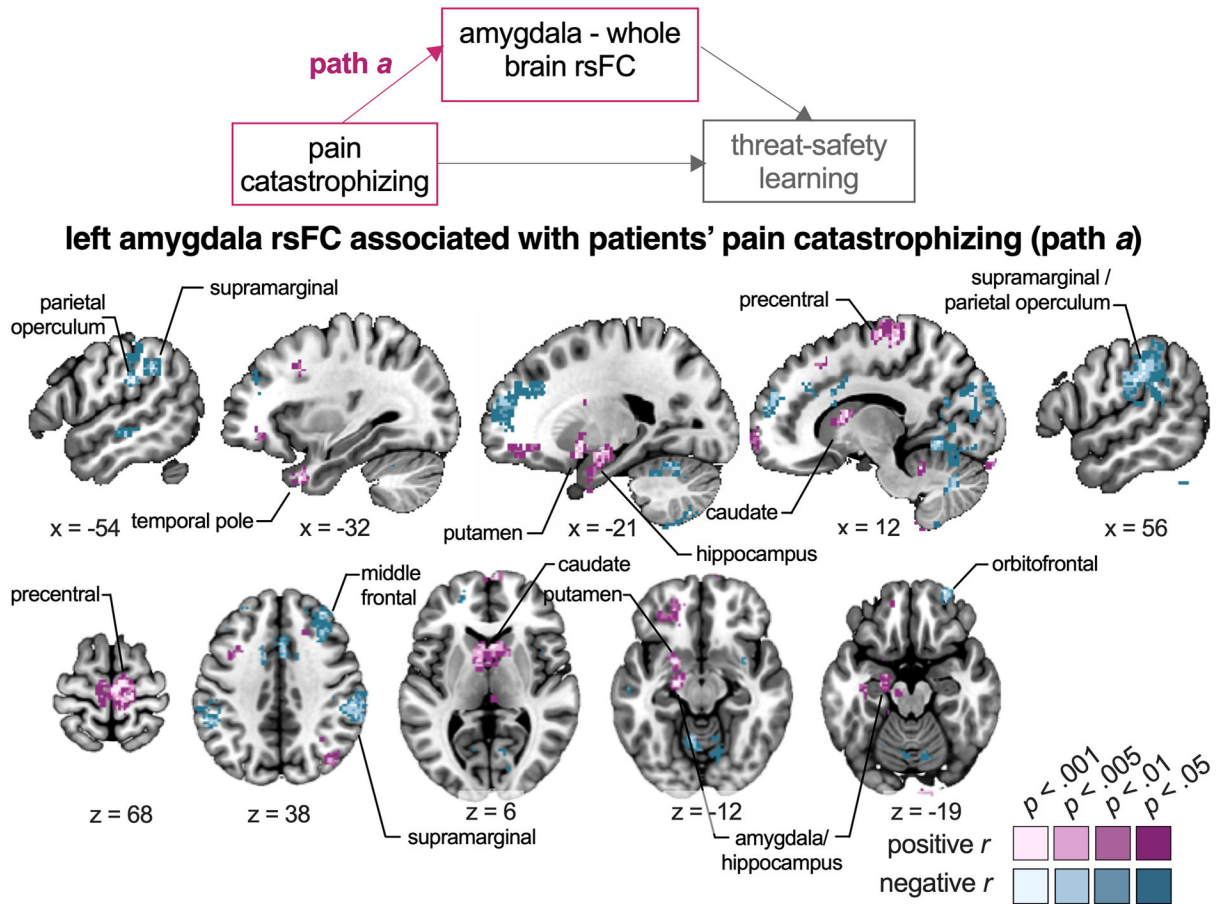 amygdala - whole
brain rsFC
path a
pain
catastrophizing
threat-safety
learning
left amygdala rsFC associated with patients' pain catastrophizing (path a)
parietal
operculum
supramarginal
precentral
supramarginal /
parietal operculum
x = -54
temporal pole
x = -32
putamen
x = -21
hippocampus
caudate
x = 12
x = 56
precentral
middle
frontal
caudate
putamen
orbitofrontal
z = 68
z = 38
supramarginal
z = 6
z = -12
amygdala/
hippocampus
z = -19
p < .001
p < .005
p < .01
p < .05
positive r
negative r